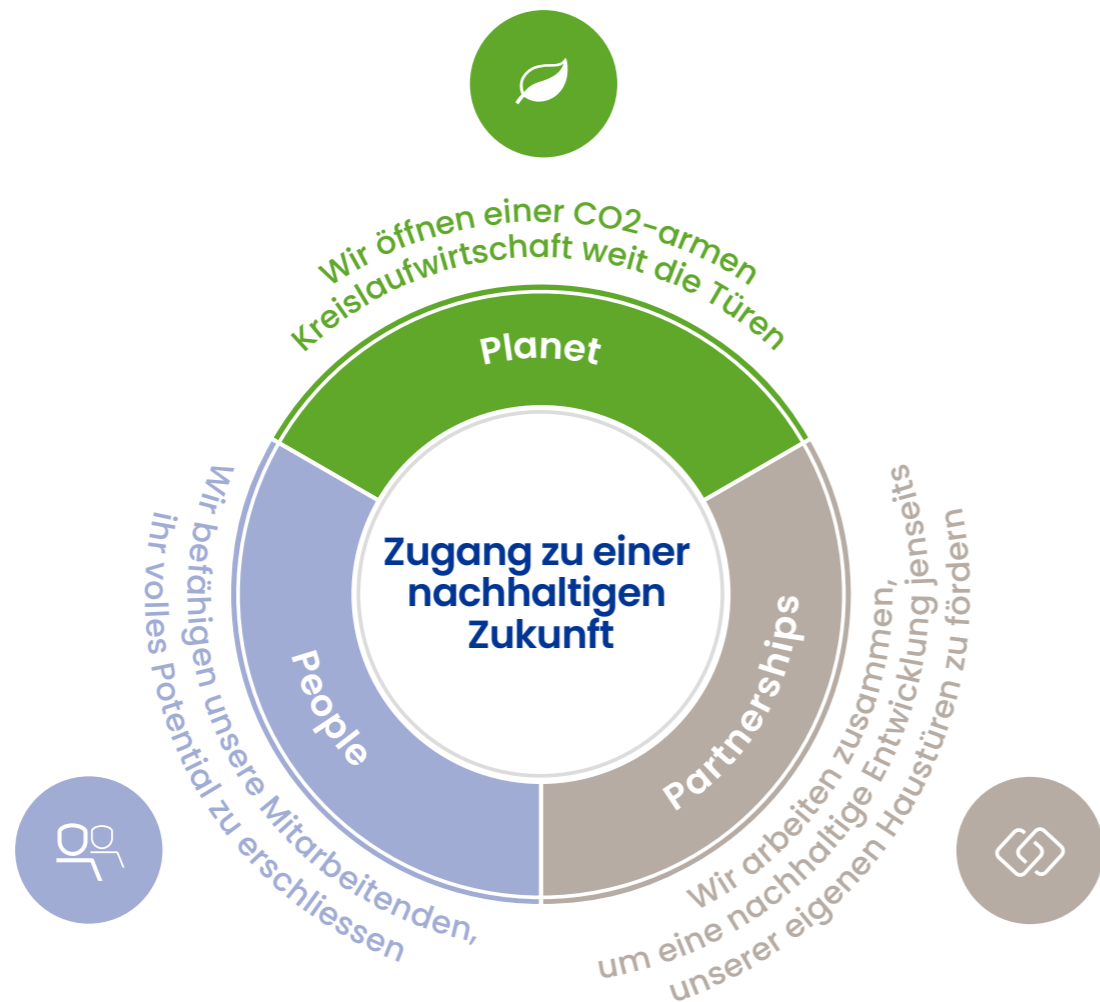 Wir öffnen einer CO2-armen
Kreislaufwirtschaft weit die Türen
Planet
Zugang zu einer
nachhaltigen
Zukunft
People
Wir befähigen unsere Mitarbeitenden,
ihr volles Potential zu erschliessen
Partnerships
Wir arbeiten zusammen,
um eine nachhaltige Entwicklung jenseits
unserer eigenen Haustüren zu fördern